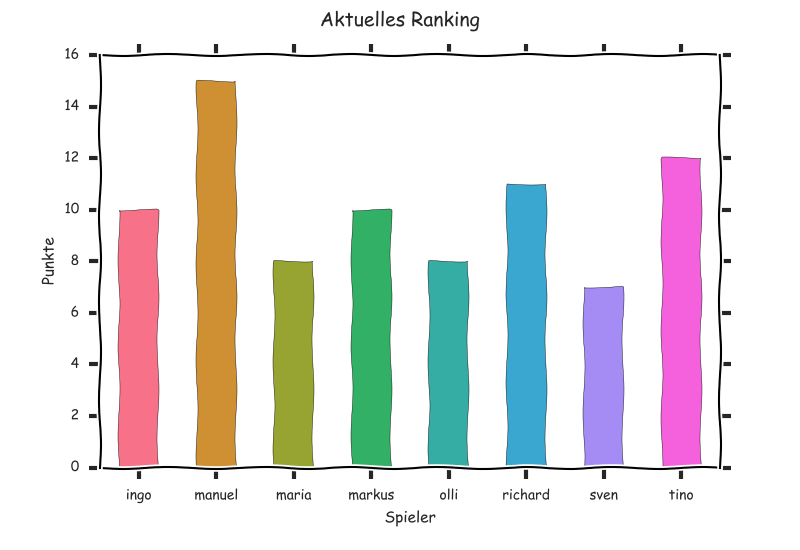 Aktuelles Ranking
16
14
12
10
8
6
4
2
0
Punkte
ingo manuel maria markus olli richard sven tino
Spieler